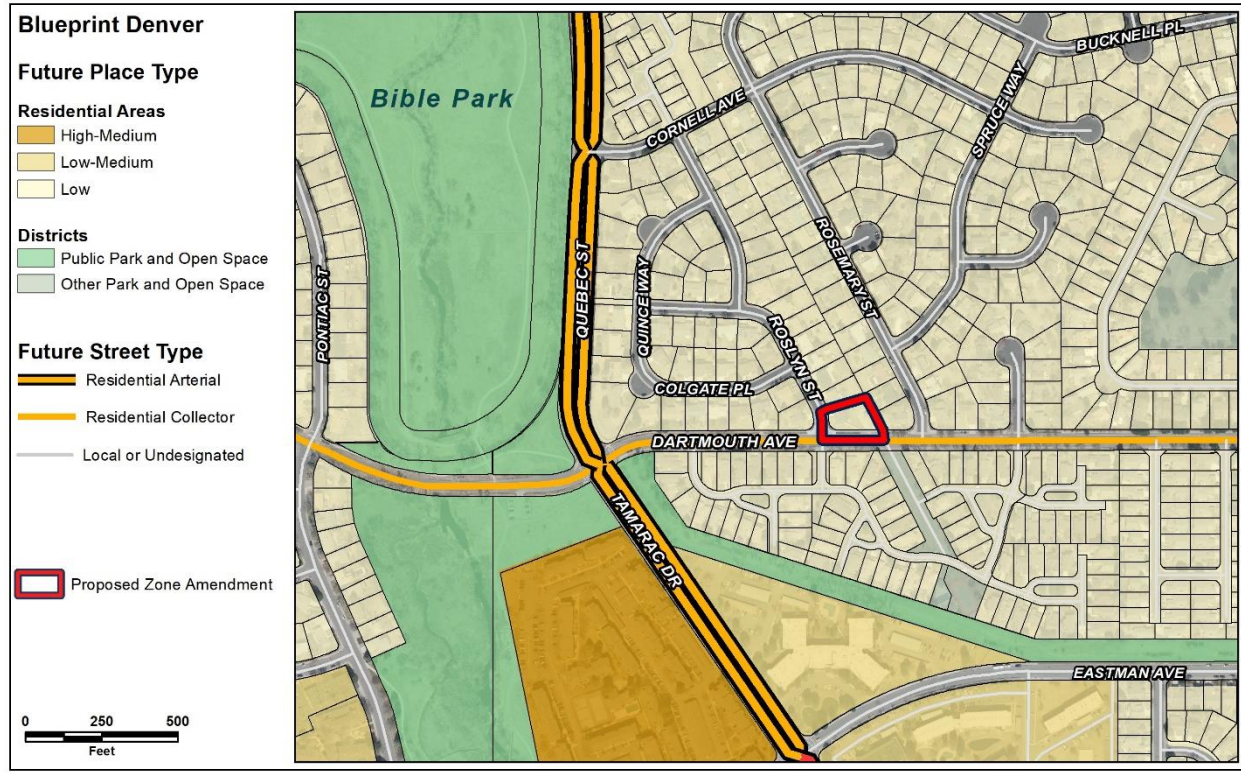 Blueprint Denver
Future Place Type
Residential Areas
High-Medium
Low-Medium
Low
Districts
Public Park and Open Space
Other Park and Open Space
Future Street Type
Residential Arterial
Residential Collector
Local or Undesignated
Proposed Zone Amendment
0 250 500
Feet
Bible Park
BUCKNELL PL
CORNELL AVE
SPRUCE WAY
PONTIAC ST
QUEBEC ST
QUINCE WAY
ROSEMARY ST
ROSLYN ST
COLGATE PL
DARTMOUTH AVE
TAMARAC DR
EASTMAN AVE